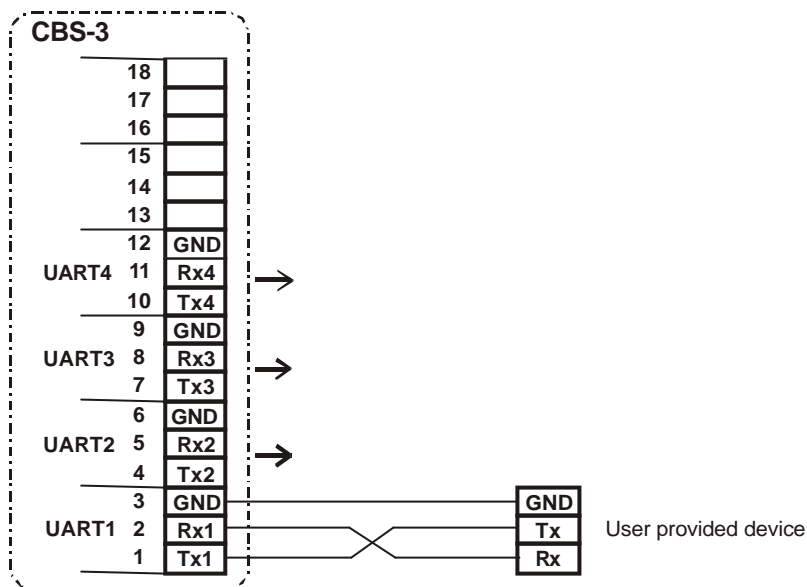 CBS-3
18
17
16
15
14
13
12 GND
UART4 11 Rx4
10 Tx4
9 GND
UART3 8 Rx3
7 Tx3
6 GND
UART2 5 Rx2
4 Tx2
3 GND GND
UART1 2 Rx1 Tx User provided device
1 Tx1 Rx